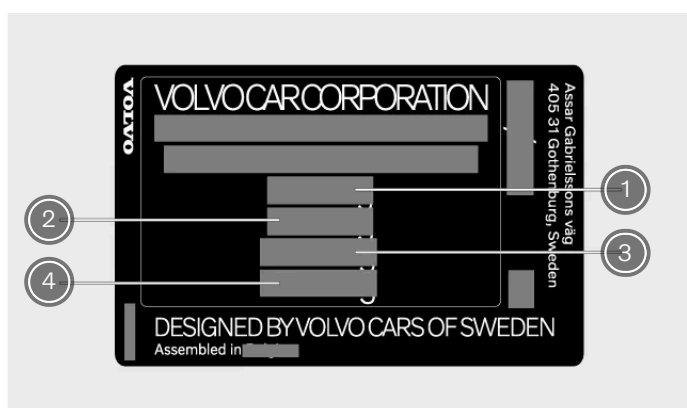 VOLVO
VOLVO CAR CORPORATION
Assar Gabrielssons väg
405 31 Gothenburg, Sweden
1
2
3
4
DESIGNED BY VOLVO CARS OF SWEDEN
Assembled in